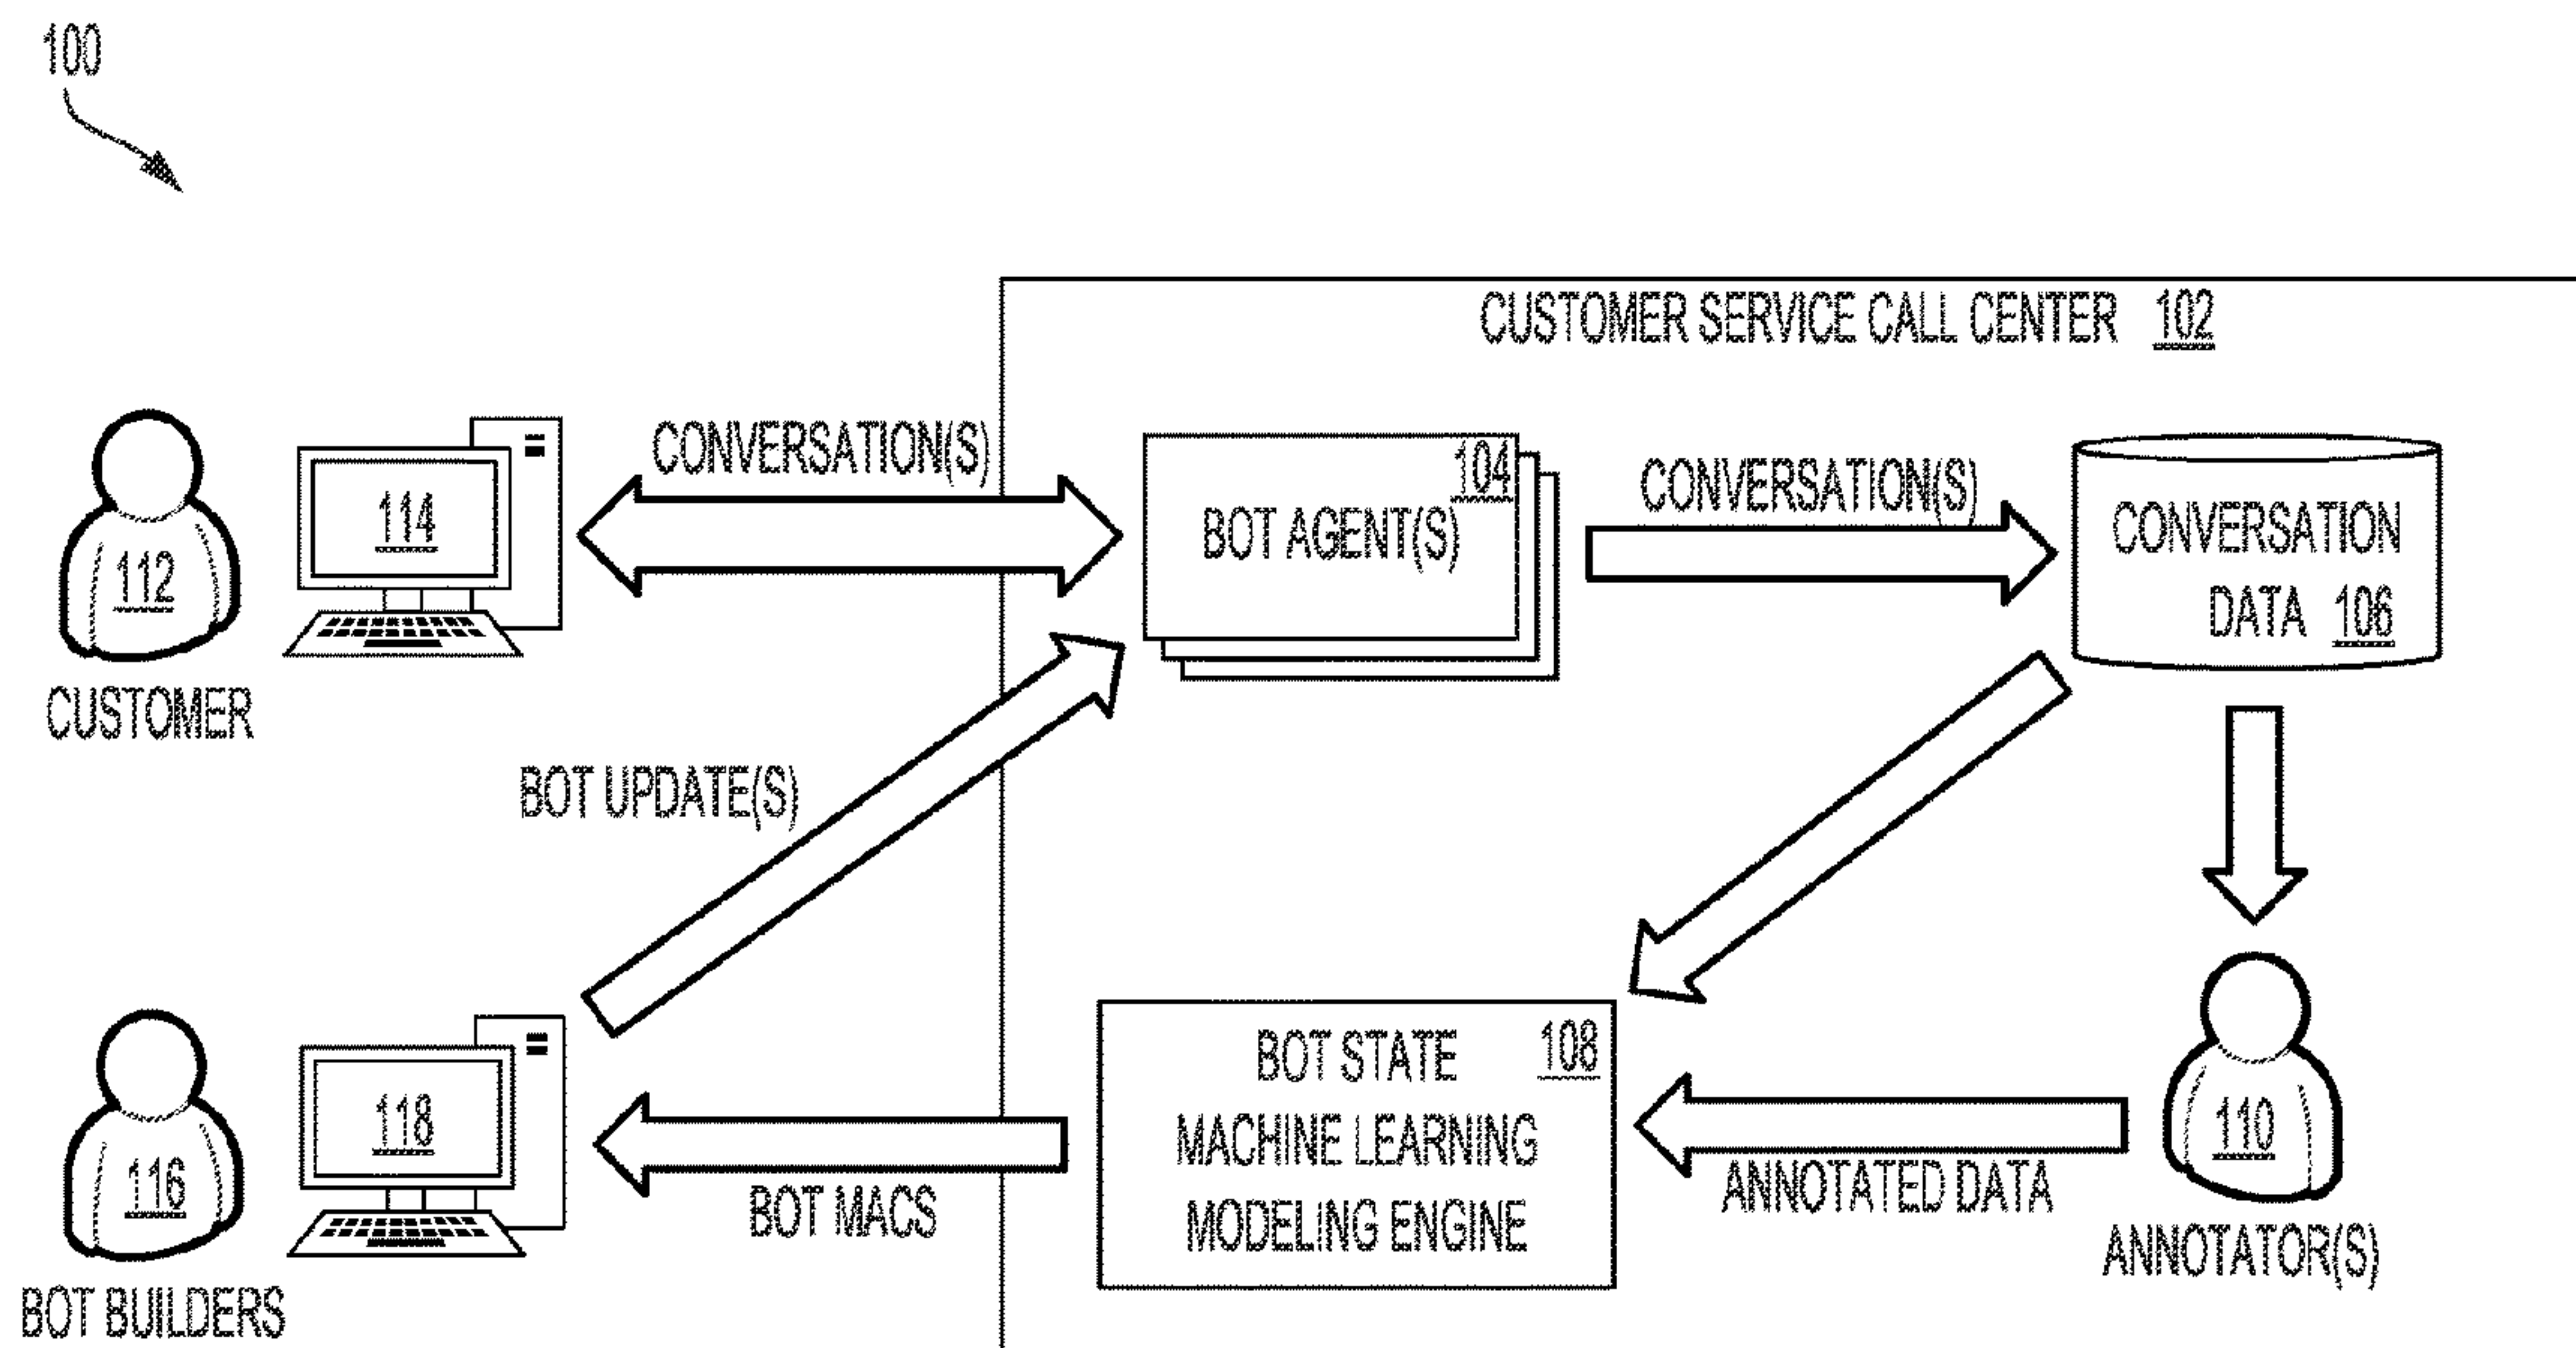 100
CUSTOMER SERVICE CALL CENTER 102
CONVERSATION(S)
104
BOT AGENT(S)
CONVERSATION(S)
CONVERSATION
DATA 106
114
112
CUSTOMER
BOT UPDATE(S)
BOT STATE 108
MACHINE LEARNING
MODELING ENGINE
118
116
BOT MACS
BOT BUILDERS
110
ANNOTATED DATA
ANNOTATOR(S)